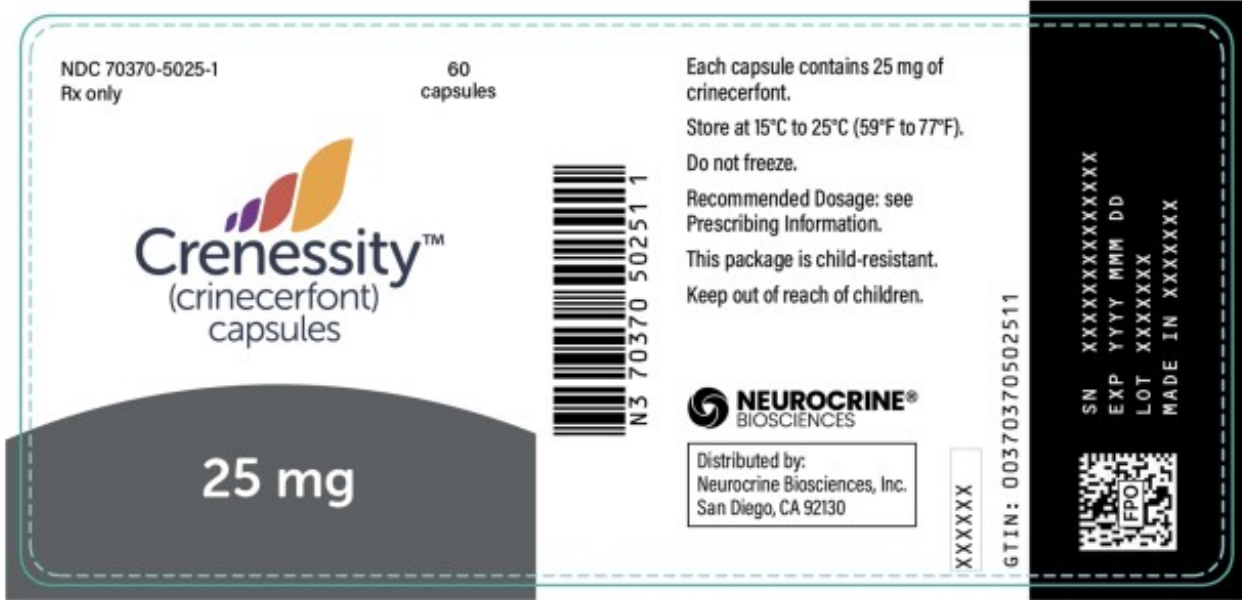 NDC 70370-5025-1
Rx only
60
capsules
Crenessity™
(crinecerfont)
capsules
25 mg
N3 70370 50251 1
Each capsule contains 25 mg of
crinecerfont.
Store at 15°C to 25°C (59°F to 77°F).
Do not freeze.
Recommended Dosage: see
Prescribing Information.
This package is child-resistant.
Keep out of reach of children.
NEUROCRINE®
BIOSCIENCES
Distributed by:
Neurocrine Biosciences, Inc.
San Diego, CA 92130
XXXXXX
GTIN: 00370370502511
SN XXXXXXXXXXXXXX
EXP YYYY MMM DD
LOT XXXXXXX
MADE IN XXXXXXX
FPO